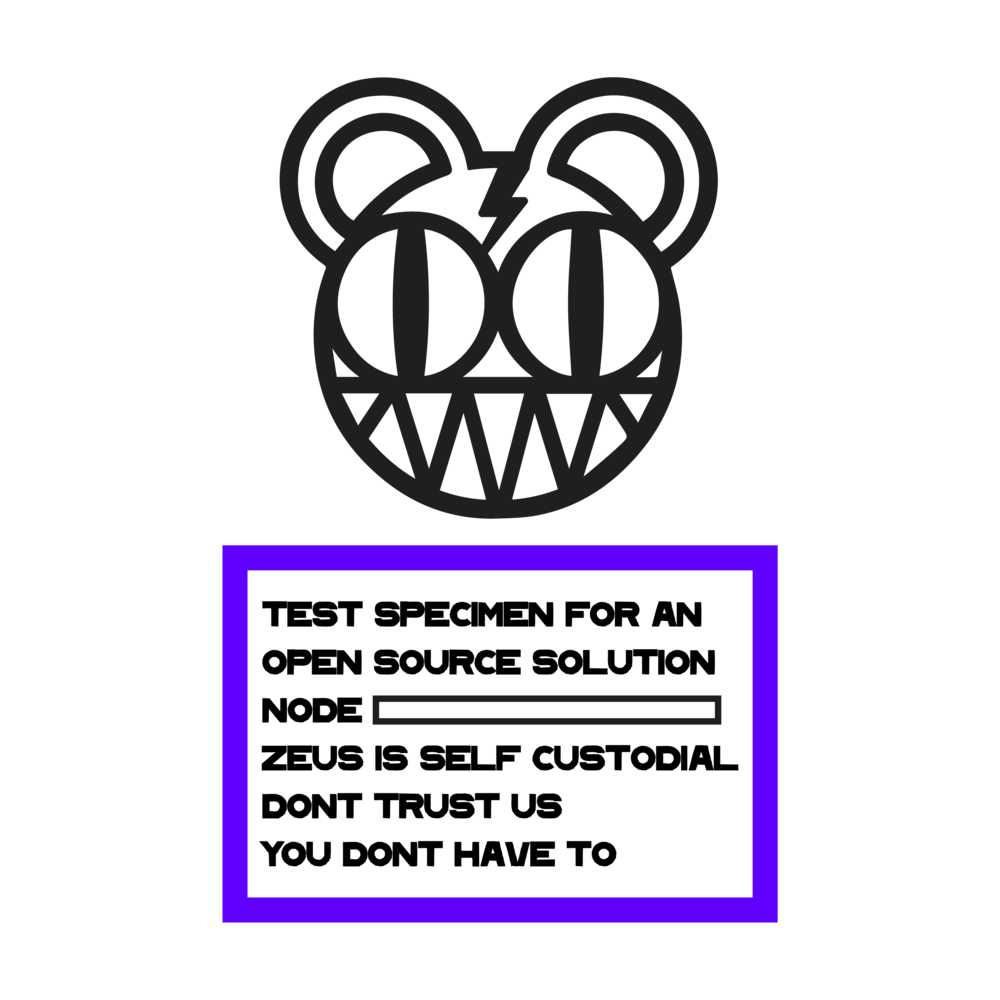 TEST SPECIMEN FOR AN
OPEN SOURCE SOLUTION
NODE
ZEUS IS SELF CUSTODIAL
DONT TRUST US
YOU DONT HAVE TO